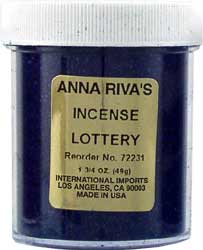 ANNA RIVA'S
INCENSE
LOTTERY
Reorder No. 72231
1 3/4 OZ. (49g)
INTERNATIONAL IMPORTS
LOS ANGELES, CA 90003
MADE IN USA